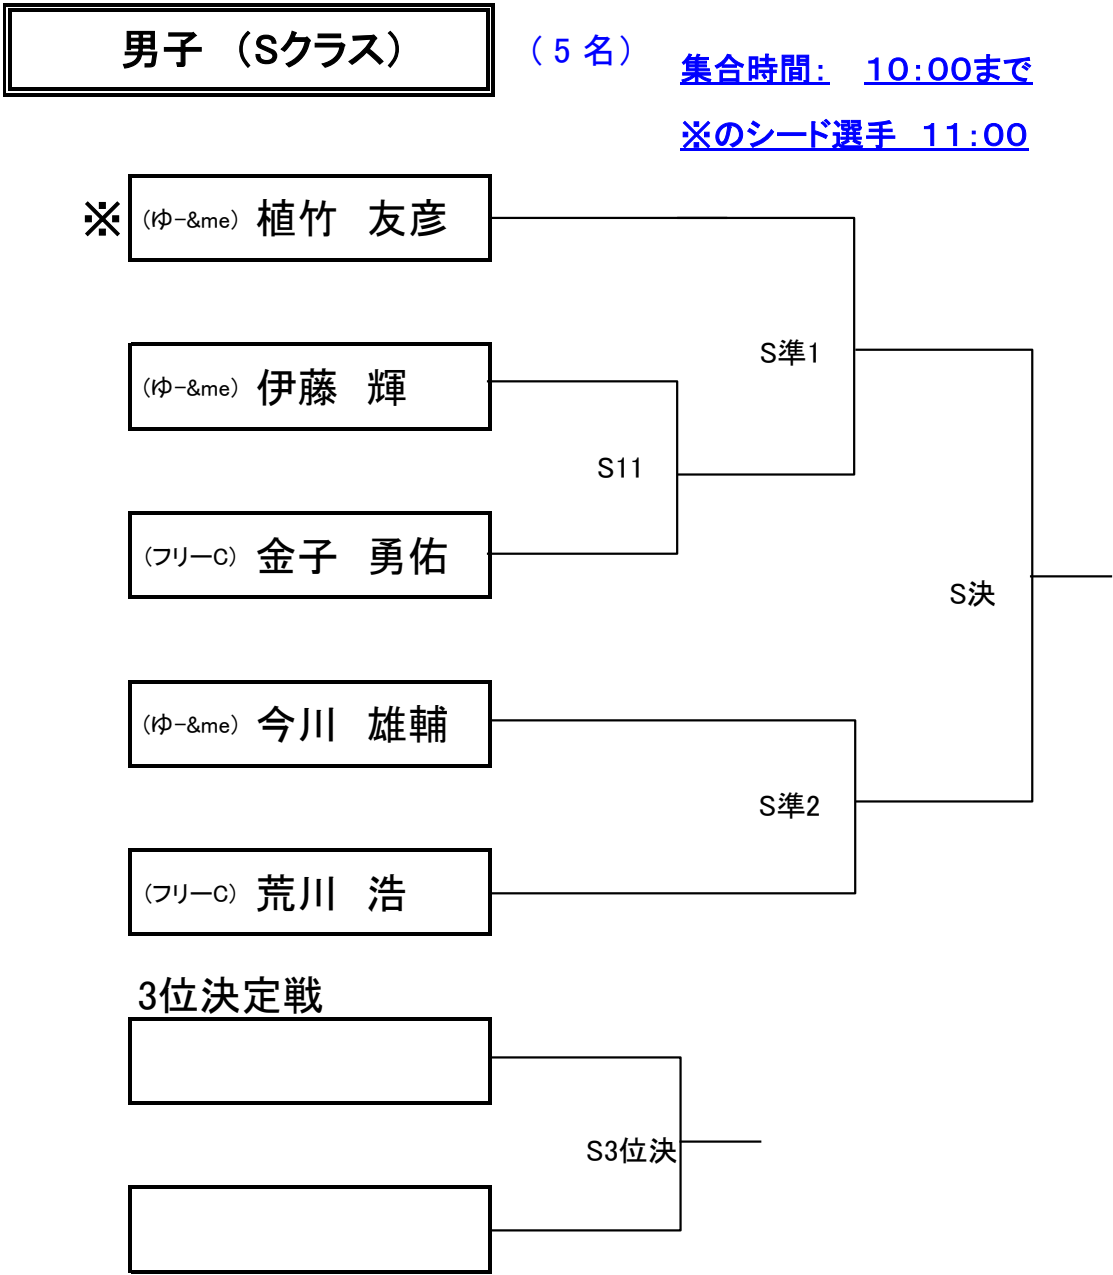 男子 （Sクラス）
（ 5 名）
集合時間： 10：00まで
※のシード選手 11：00
※ (ゆｰ&me) 植竹 友彦
S準1
(ゆｰ&me) 伊藤 輝
S11
(フリーC) 金子 勇佑
S決
(ゆｰ&me) 今川 雄輔
S準2
(フリーC) 荒川 浩
3位決定戦
S3位決